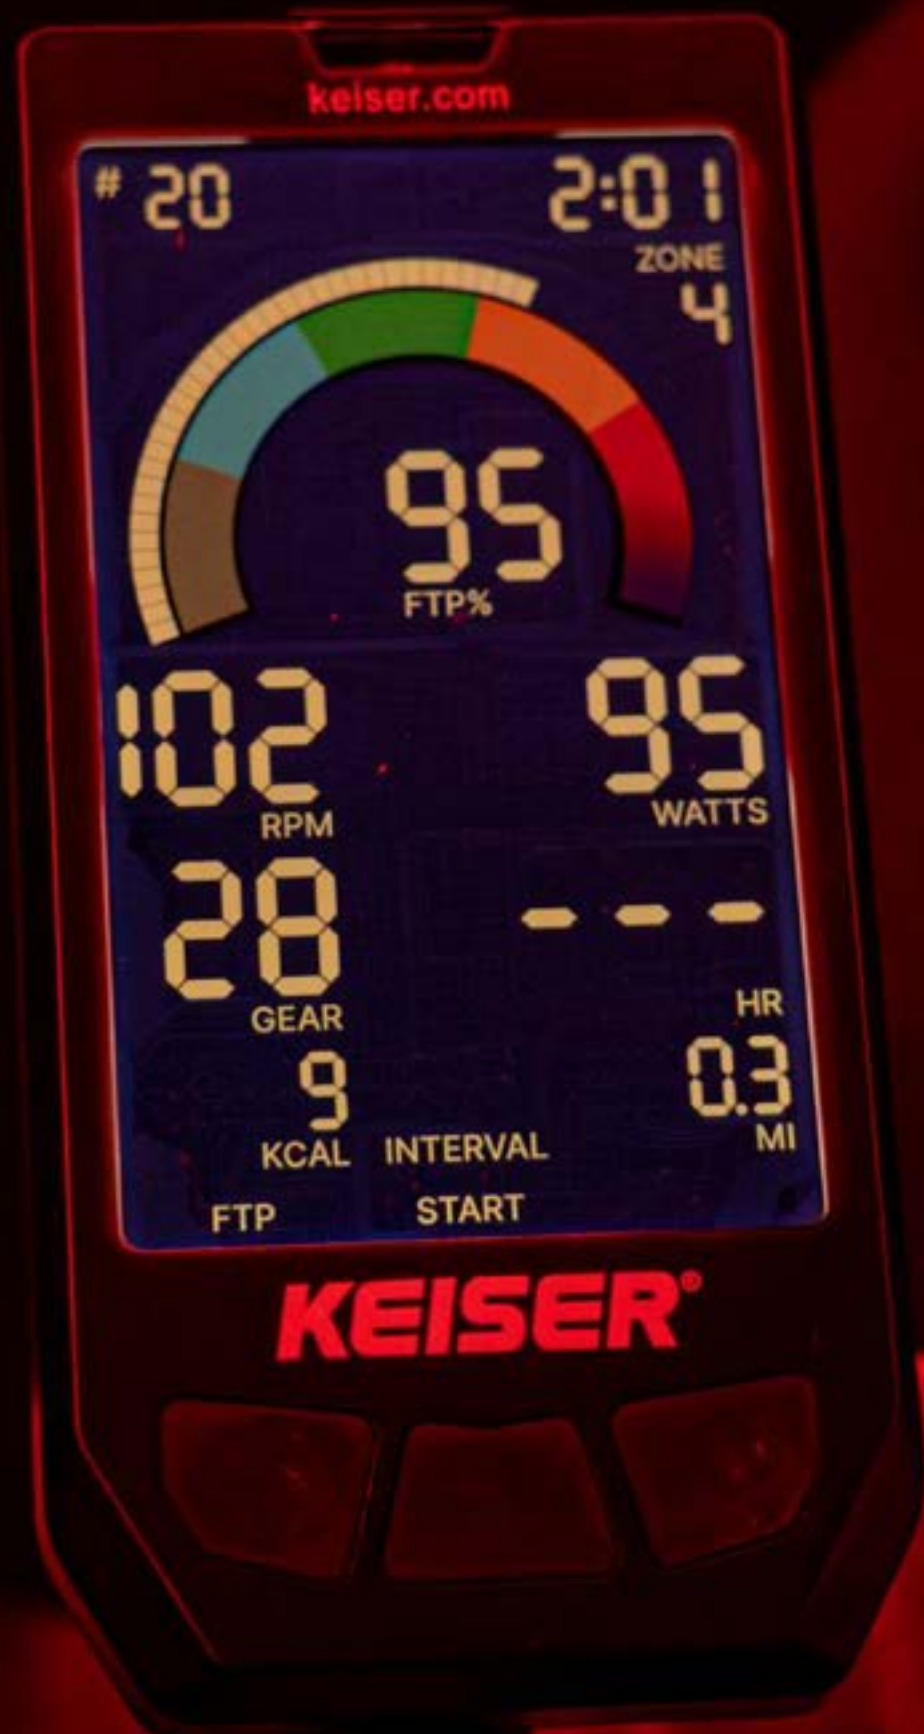 keiser.com
# 20 2:01
ZONE
4
95
FTP%
102 95
RPM WATTS
28 - - -
GEAR HR
9 0.3
KCAL INTERVAL MI
FTP START
KEISER®